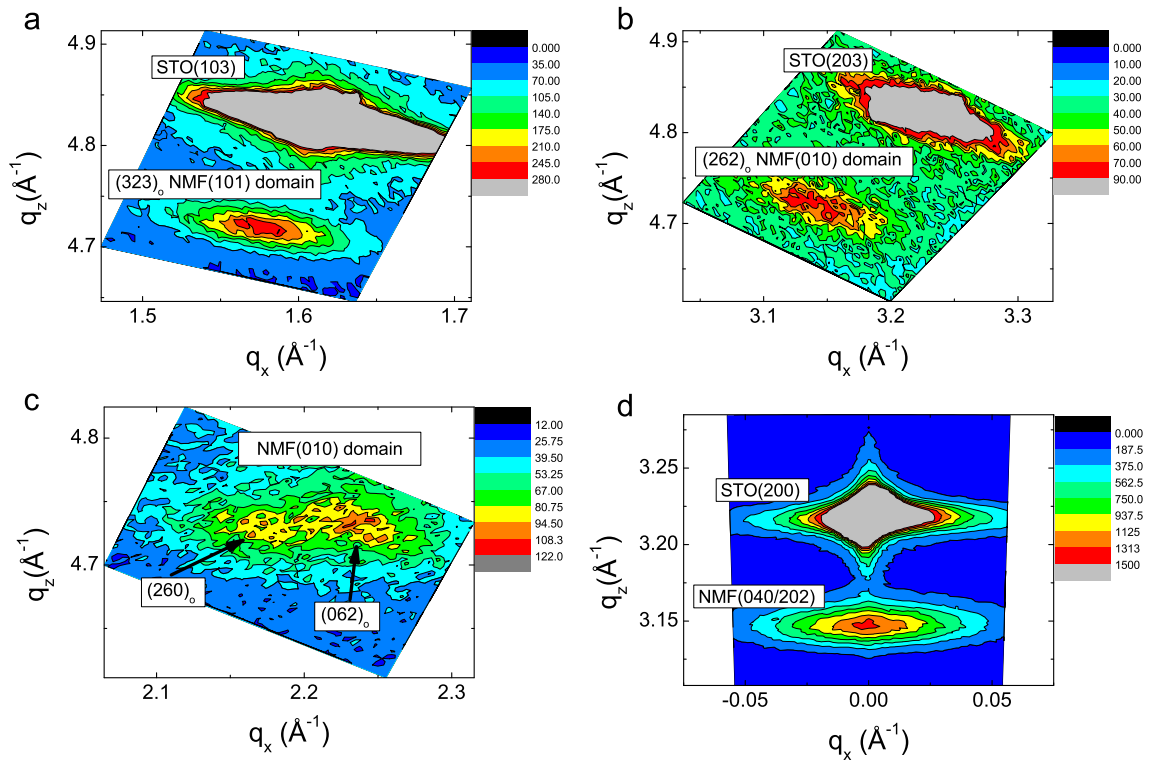 a
STO(103)
(323)o NMF(101) domain
4.9
4.8
4.7
qz(Å-1)
1.5
1.6
1.7
qx (Å-1)
0.000
35.00
70.00
105.0
140.0
175.0
210.0
245.0
280.0
b
STO(203)
(262)o NMF(010) domain
4.9
4.8
4.7
qz(Å-1)
3.1
3.2
3.3
qx (Å-1)
0.000
10.00
20.00
30.00
40.00
50.00
60.00
70.00
90.00
c
NMF(010) domain
(260)o
(062)o
4.8
4.7
qz(Å-1)
2.1
2.2
2.3
qx (Å-1)
12.00
25.75
39.50
53.25
67.00
80.75
94.50
108.3
122.0
d
STO(200)
NMF(040/202)
3.25
3.20
3.15
qz(Å-1)
-0.05
0.00
0.05
qx (Å-1)
0.000
187.5
375.0
562.5
750.0
937.5
1125
1313
1500